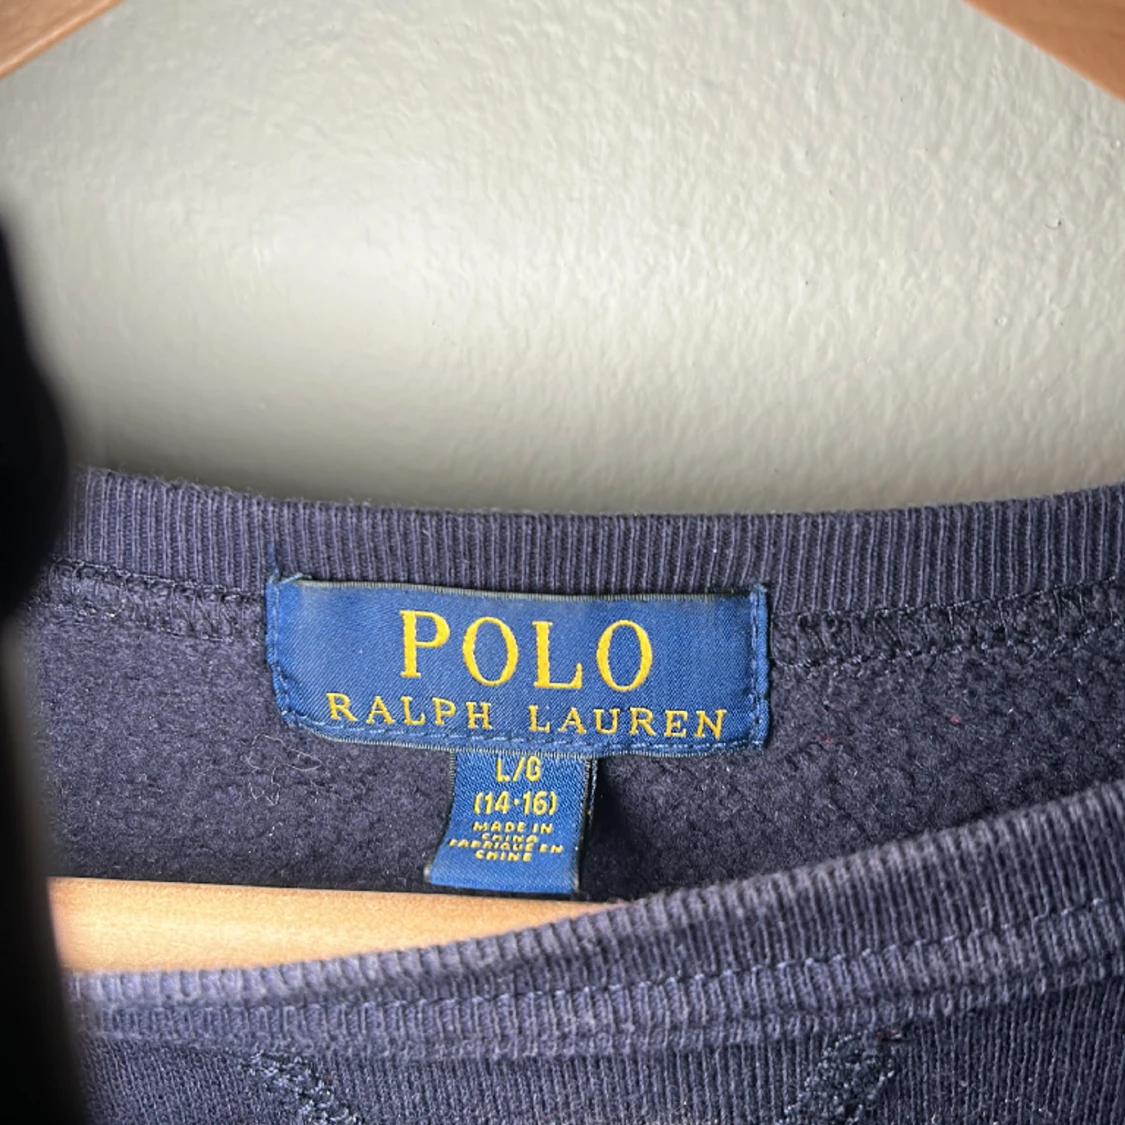 POLO
RALPH LAUREN
L/G
(14·16)
MADE IN
CHINA
FABRIQUÉ EN
CHINE